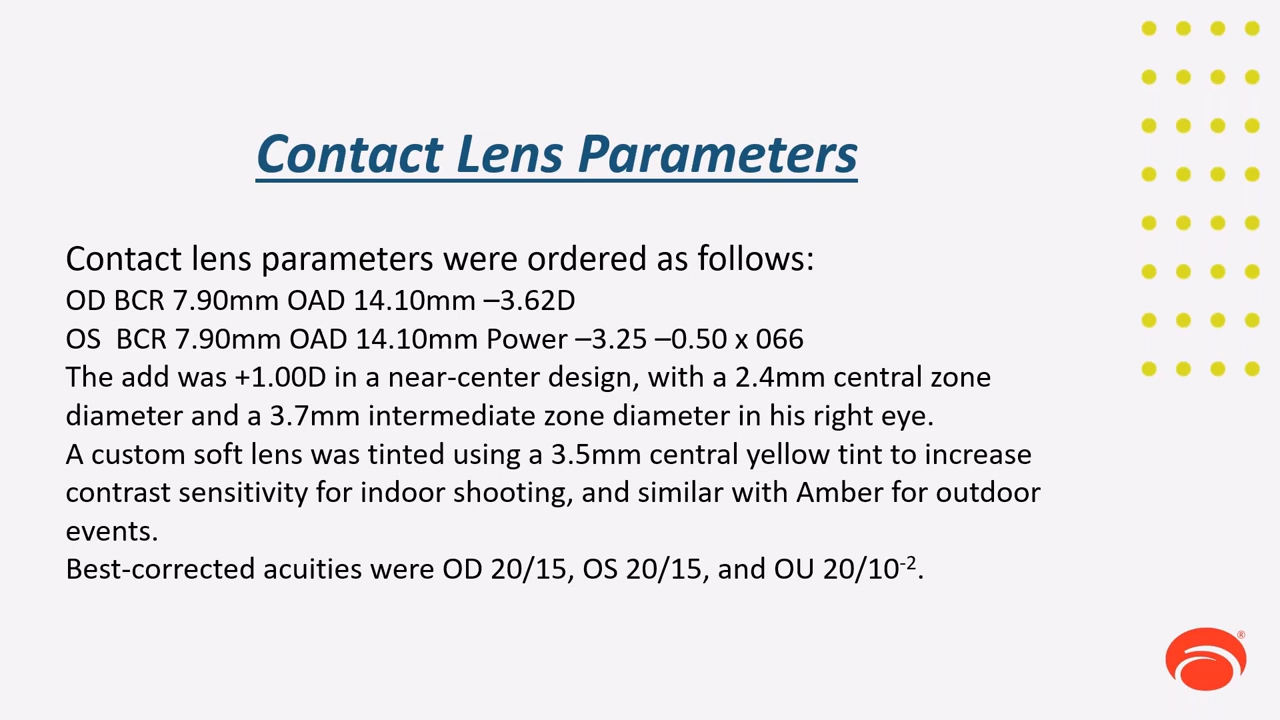 Contact Lens Parameters
Contact lens parameters were ordered as follows:
OD BCR 7.90mm OAD 14.10mm –3.62D
OS  BCR 7.90mm OAD 14.10mm Power –3.25 –0.50 x 066
The add was +1.00D in a near-center design, with a 2.4mm central zone
diameter and a 3.7mm intermediate zone diameter in his right eye.
A custom soft lens was tinted using a 3.5mm central yellow tint to increase
contrast sensitivity for indoor shooting, and similar with Amber for outdoor
events.
Best-corrected acuities were OD 20/15, OS 20/15, and OU 20/10⁻².
®